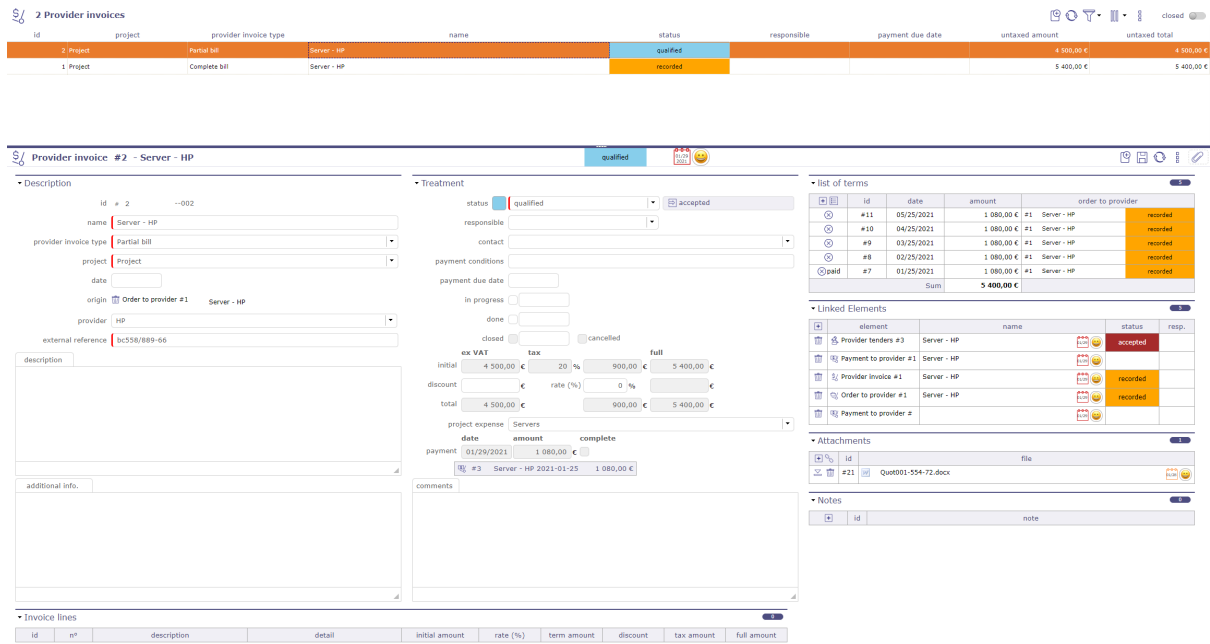 2 Provider invoices closed
id project provider invoice type name status responsible payment due date untaxed amount untaxed total
2 Project Partial bill Server - HP qualified 4 500,00 € 4 500,00 €
1 Project Complete bill Server - HP recorded 5 400,00 € 5 400,00 €
Provider invoice #2 - Server - HP qualified 01/29 2021
Description
id # 2 --002
name Server - HP
provider invoice type Partial bill
project Project
date
origin Order to provider #1 Server - HP
provider HP
external reference bc558/889-66
description
additional info.
Treatment
status qualified accepted
responsible
contact
payment conditions
payment due date
in progress
done
closed cancelled
ex VAT tax full
initial 4 500,00 € 20 % 900,00 € 5 400,00 €
discount € rate (%) 0 % €
total 4 500,00 € 900,00 € 5 400,00 €
project expense Servers
date amount complete
payment 01/29/2021 1 080,00 €
#3 Server - HP 2021-01-25 1 080,00 €
comments
list of terms 5
id date amount order to provider
#11 05/25/2021 1 080,00 € #1 Server - HP recorded
#10 04/25/2021 1 080,00 € #1 Server - HP recorded
#9 03/25/2021 1 080,00 € #1 Server - HP recorded
#8 02/25/2021 1 080,00 € #1 Server - HP recorded
paid #7 01/25/2021 1 080,00 € #1 Server - HP recorded
Sum 5 400,00 €
Linked Elements 5
element name status resp.
Provider tenders #3 Server - HP 01/29 accepted
Payment to provider #1 Server - HP 01/29
Provider invoice #1 Server - HP 01/29 recorded
Order to provider #1 Server - HP 01/29 recorded
Payment to provider # 01/29
Attachments 1
id file
#21 Quot001-554-72.docx
Notes 0
id note
Invoice lines 0
id n° description detail initial amount rate (%) term amount discount tax amount full amount